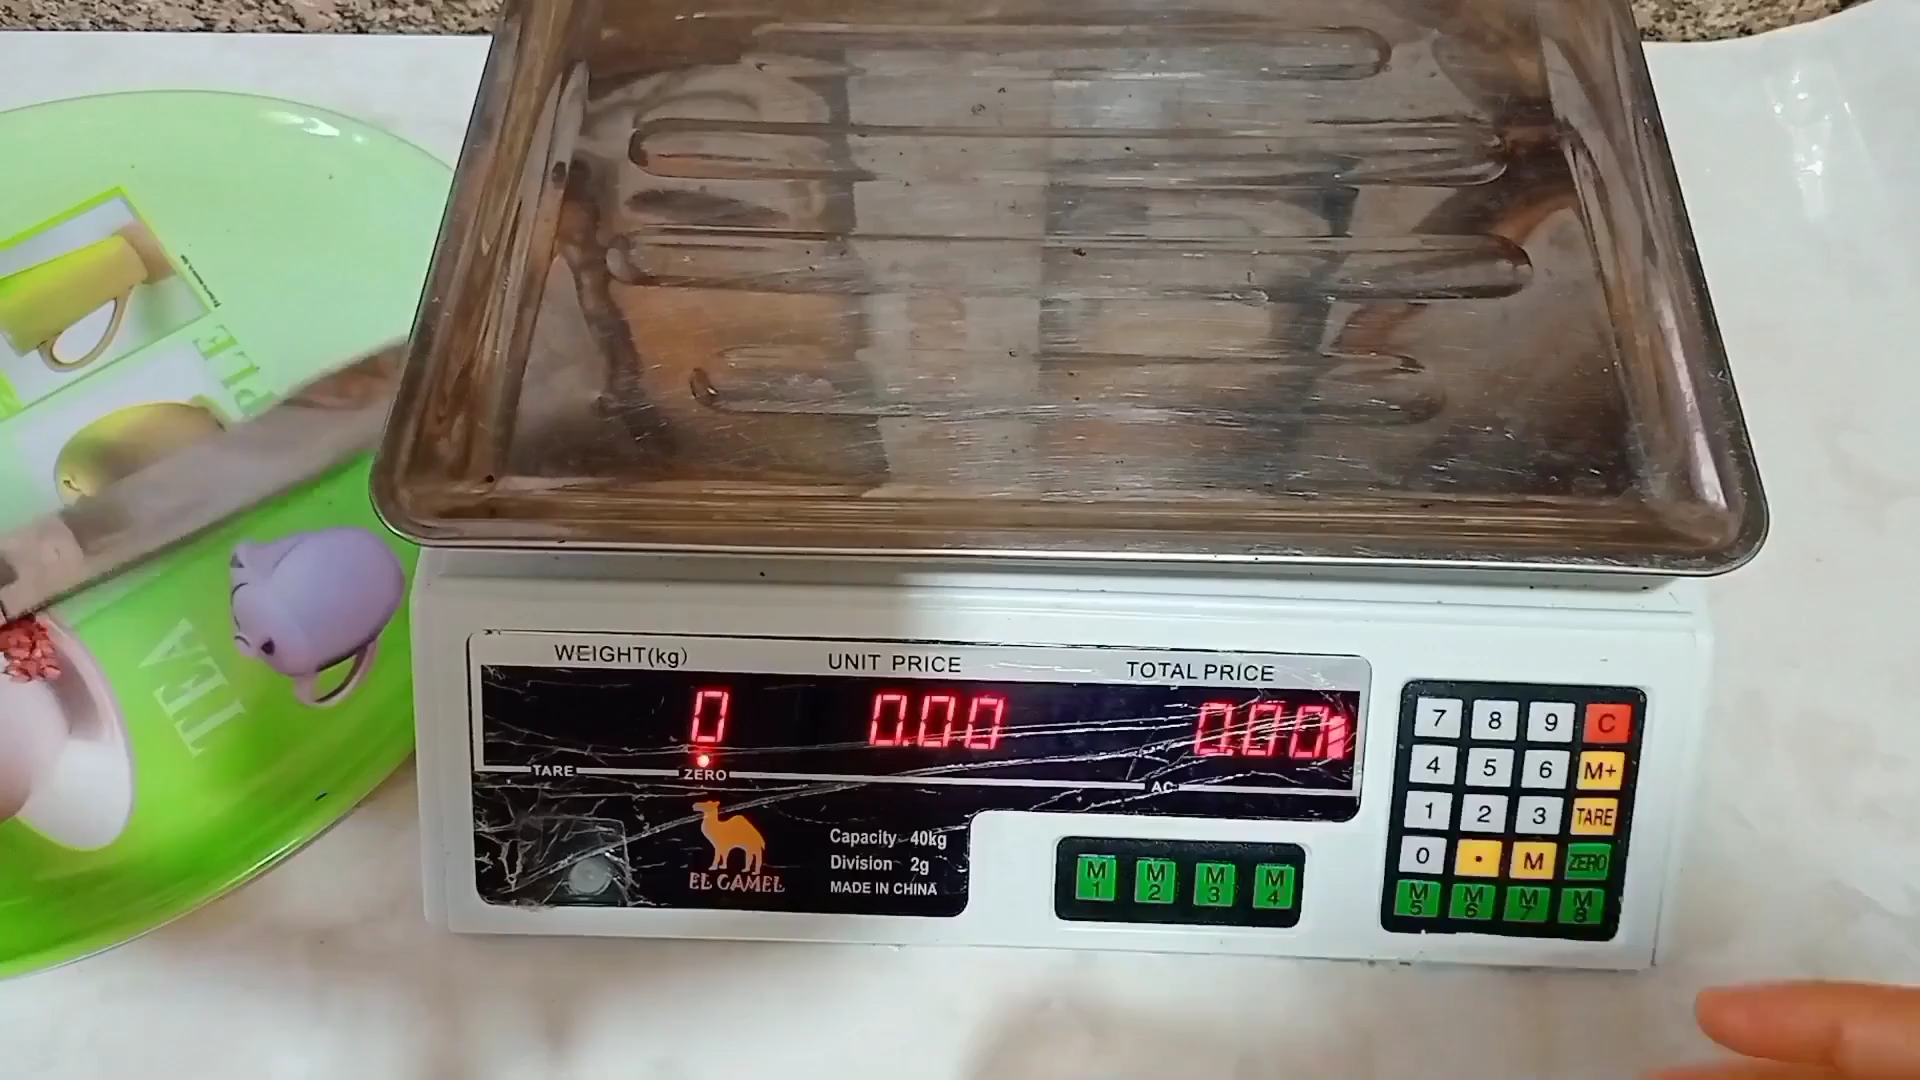 PLE
TEA
WEIGHT(kg) UNIT PRICE TOTAL PRICE
0 0.00 0.00
TARE ZERO AC
EL CAMEL
Capacity 40kg
Division 2g
MADE IN CHINA
M1 M2 M3 M4
7 8 9 C
4 5 6 M+
1 2 3 TARE
0 • M ZERO
M5 M6 M7 M8